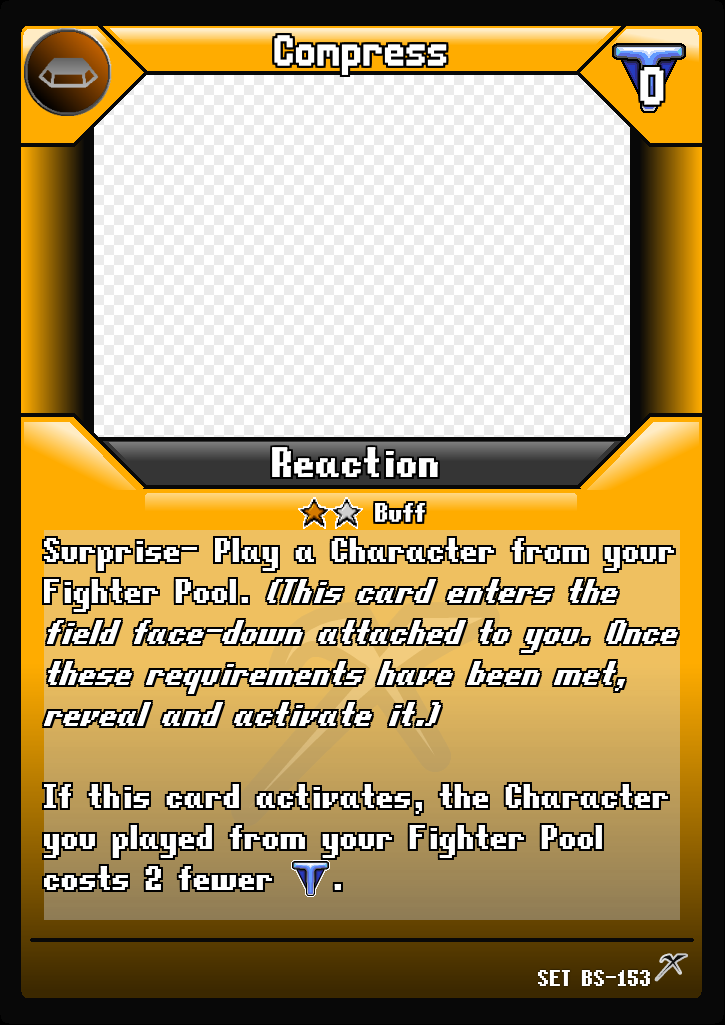 Compress
0
Reaction
Buff
Surprise- Play a Character from your
Fighter Pool. (This card enters the
field face-down attached to you. Once
these requirements have been met,
reveal and activate it.)
If this card activates, the Character
you played from your Fighter Pool
costs 2 fewer T.
SET BS-153